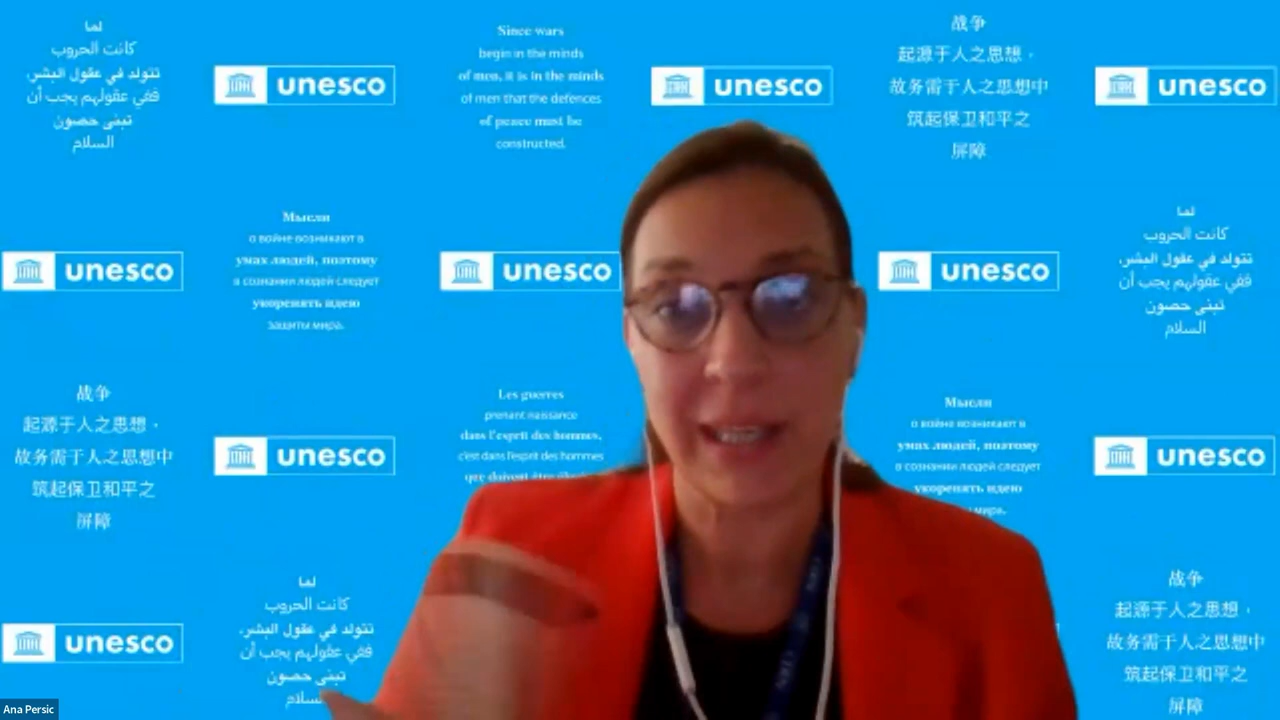 لما
كانت الحروب
تتولد في عقول البشر،
ففي عقولهم يجب أن
تبنى حصون
السلام
unesco
Since wars
begin in the minds
of men, it is in the minds
of men that the defences
of peace must be
constructed.
unesco
战争
起源于人之思想，
故务需于人之思想中
筑起保卫和平之
屏障
unesco
unesco
Мысли
о войне возникают в
умах людей, поэтому
в сознании людей следует
укоренять идею
защиты мира.
unesco
unesco
لما
كانت الحروب
تتولد في عقول البشر،
ففي عقولهم يجب أن
تبنى حصون
السلام
战争
起源于人之思想，
故务需于人之思想中
筑起保卫和平之
屏障
unesco
Les guerres
prenant naissance
dans l'esprit des hommes,
c'est dans l'esprit des hommes
que doivent être
Мысли
о войне возникают в
умах людей, поэтому
в сознании людей следует
укоренять идею
мира.
unesco
unesco
لما
كانت الحروب
تتولد في عقول البشر،
ففي عقولهم يجب أن
تبنى حصون
السلام
战争
起源于人之思想，
故务需于人之思想中
筑起保卫和平之
屏障
Ana Persic